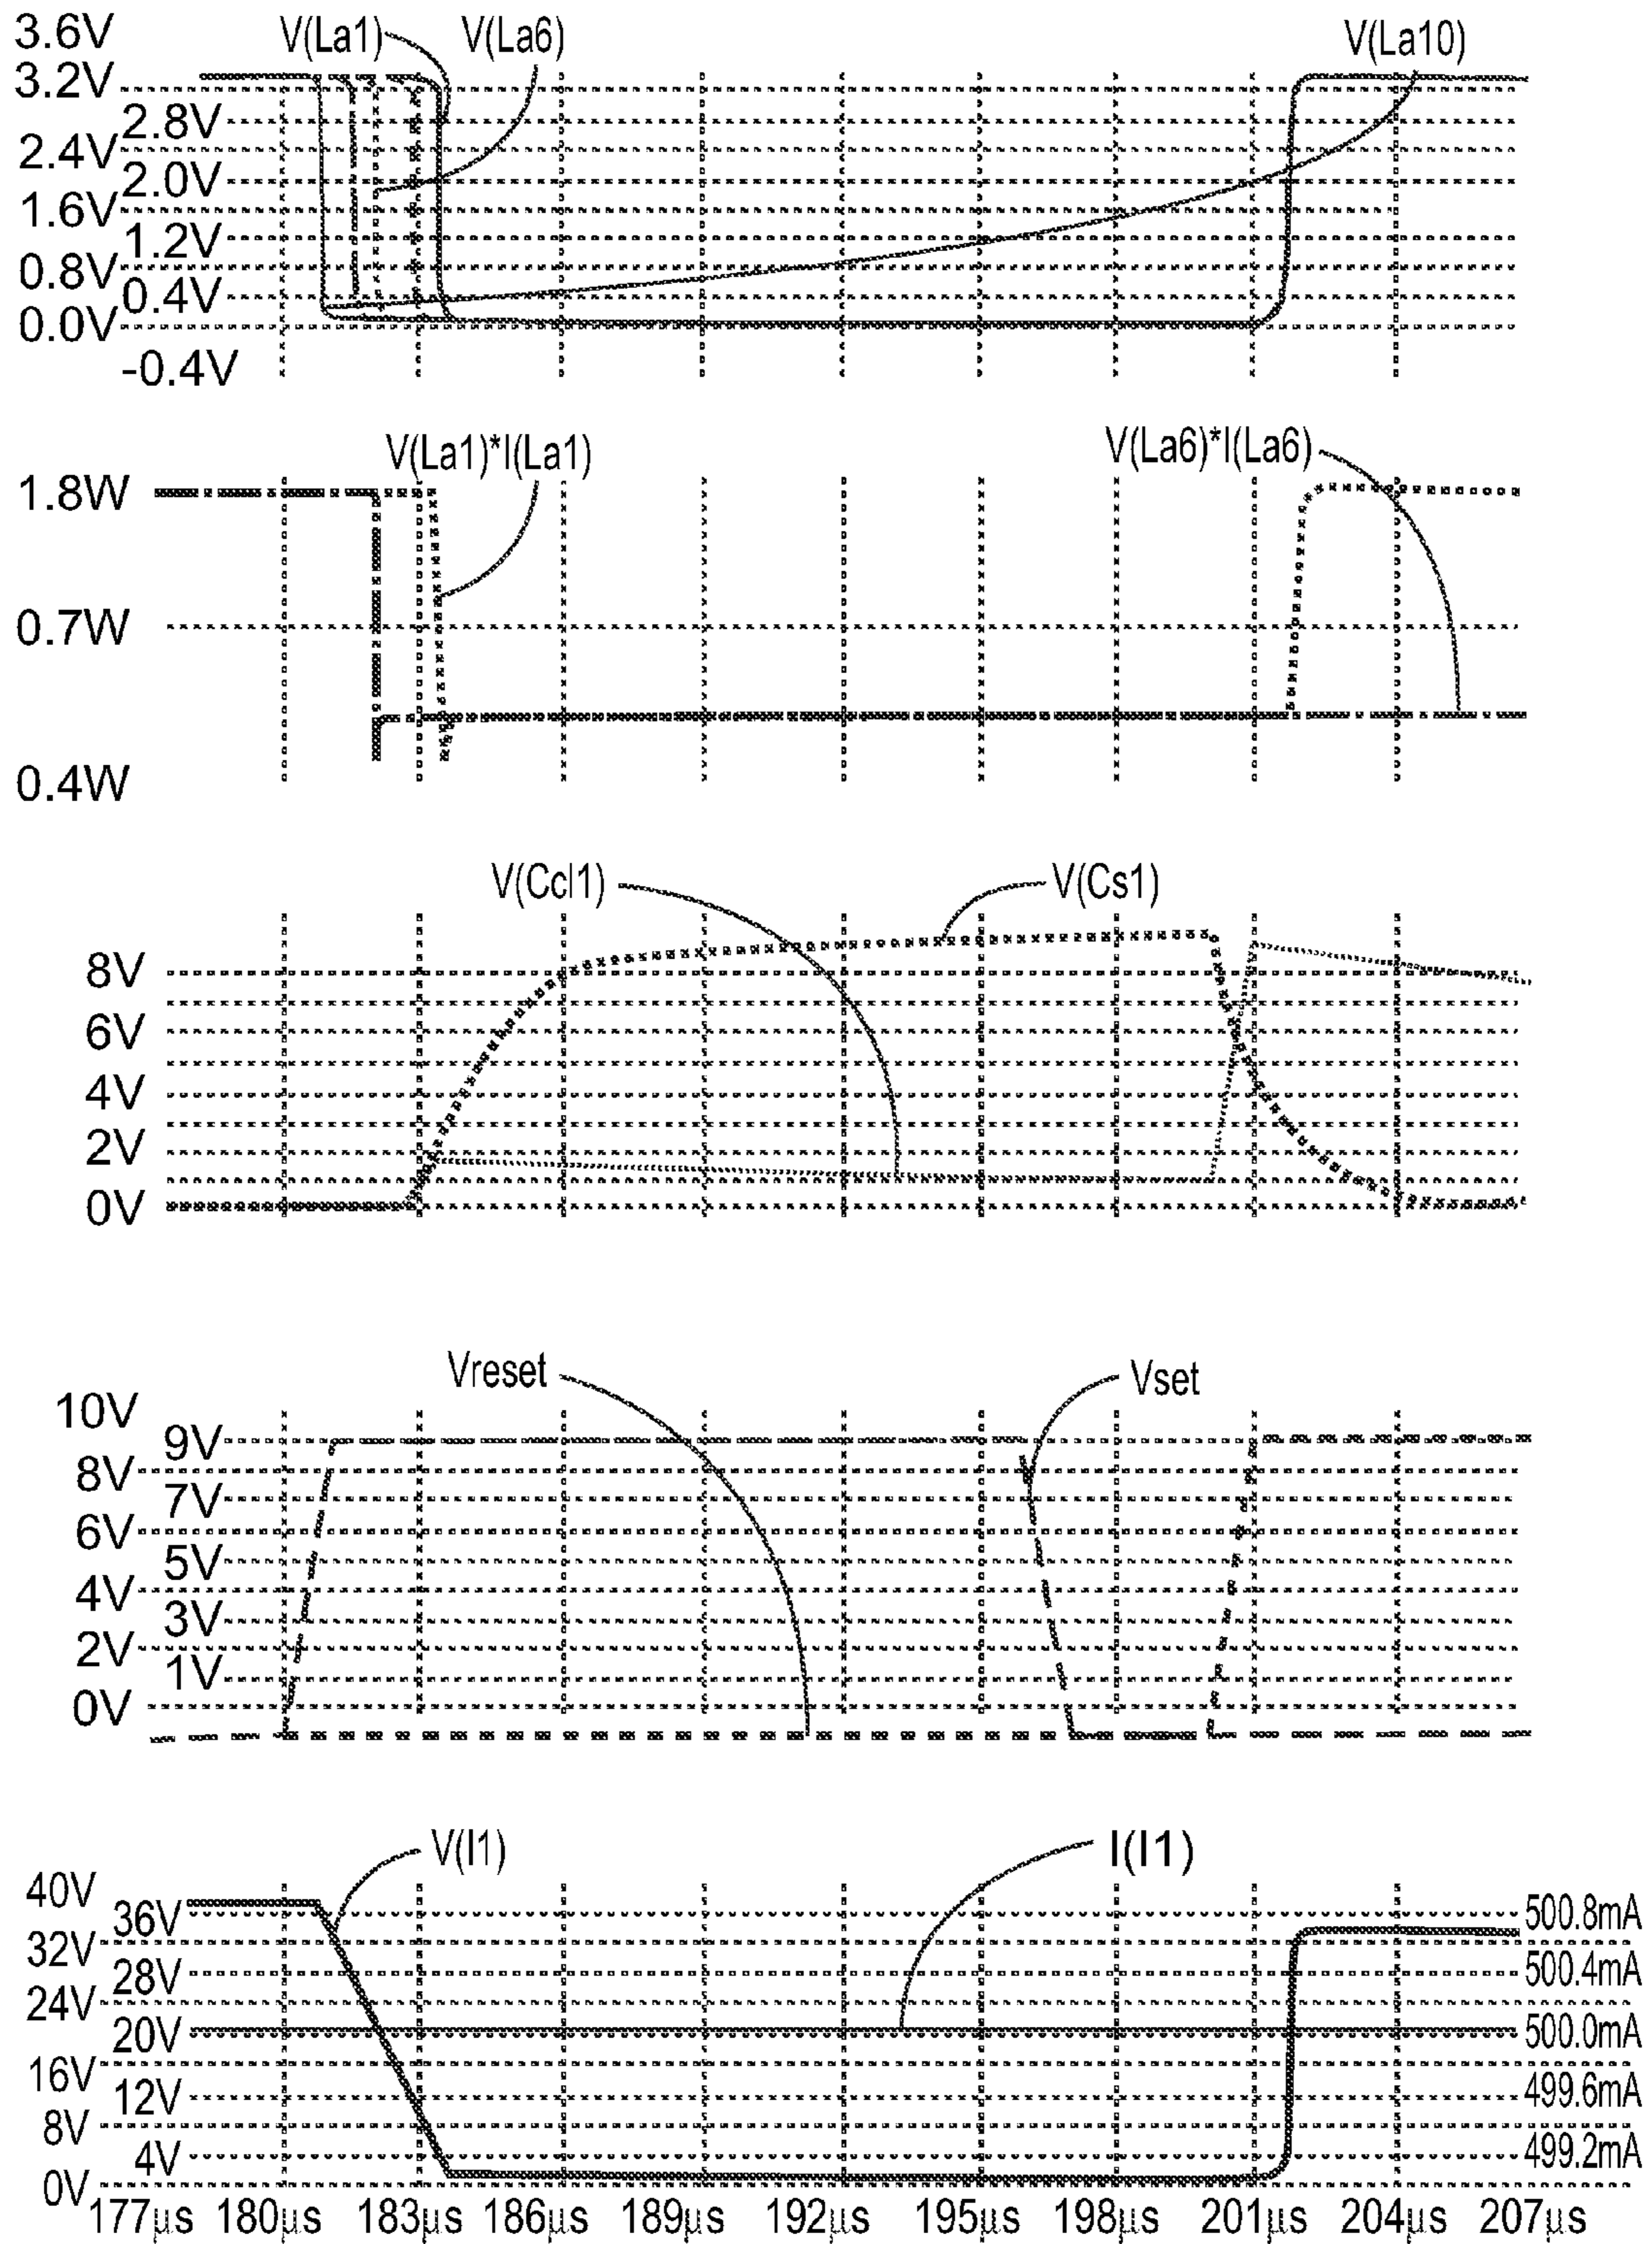 V(La1) V(La6) V(La10)
3.6V
3.2V
2.8V
2.4V
2.0V
1.6V
1.2V
0.8V
0.4V
0.0V
-0.4V
V(La1)*I(La1) V(La6)*I(La6)
1.8W
0.7W
0.4W
V(Ccl1) V(Cs1)
8V
6V
4V
2V
0V
Vreset Vset
10V
9V
8V
7V
6V
5V
4V
3V
2V
1V
0V
V(I1) I(I1)
40V
36V 500.8mA
32V
28V 500.4mA
24V
20V 500.0mA
16V
12V 499.6mA
8V
4V 499.2mA
0V
177µs 180µs 183µs 186µs 189µs 192µs 195µs 198µs 201µs 204µs 207µs